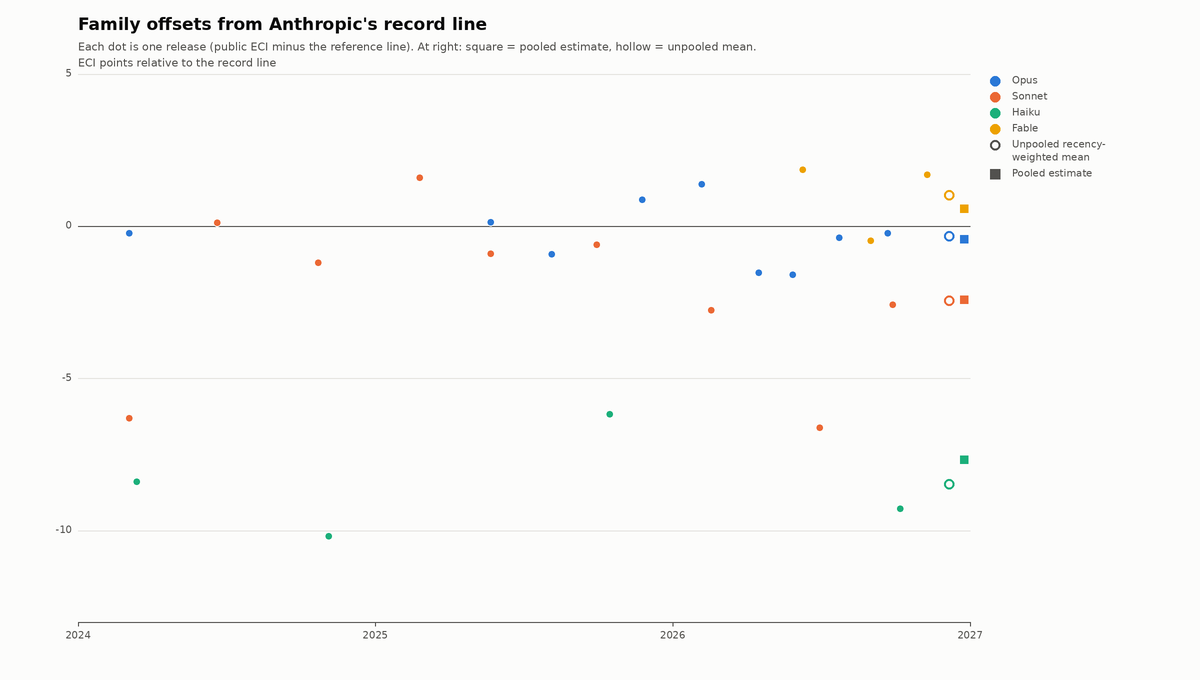 Family offsets from Anthropic's record line
Each dot is one release (public ECI minus the reference line). At right: square = pooled estimate, hollow = unpooled mean.
ECI points relative to the record line
5
0
-5
-10
2024
2025
2026
2027
Opus
Sonnet
Haiku
Fable
Unpooled recency-
weighted mean
Pooled estimate